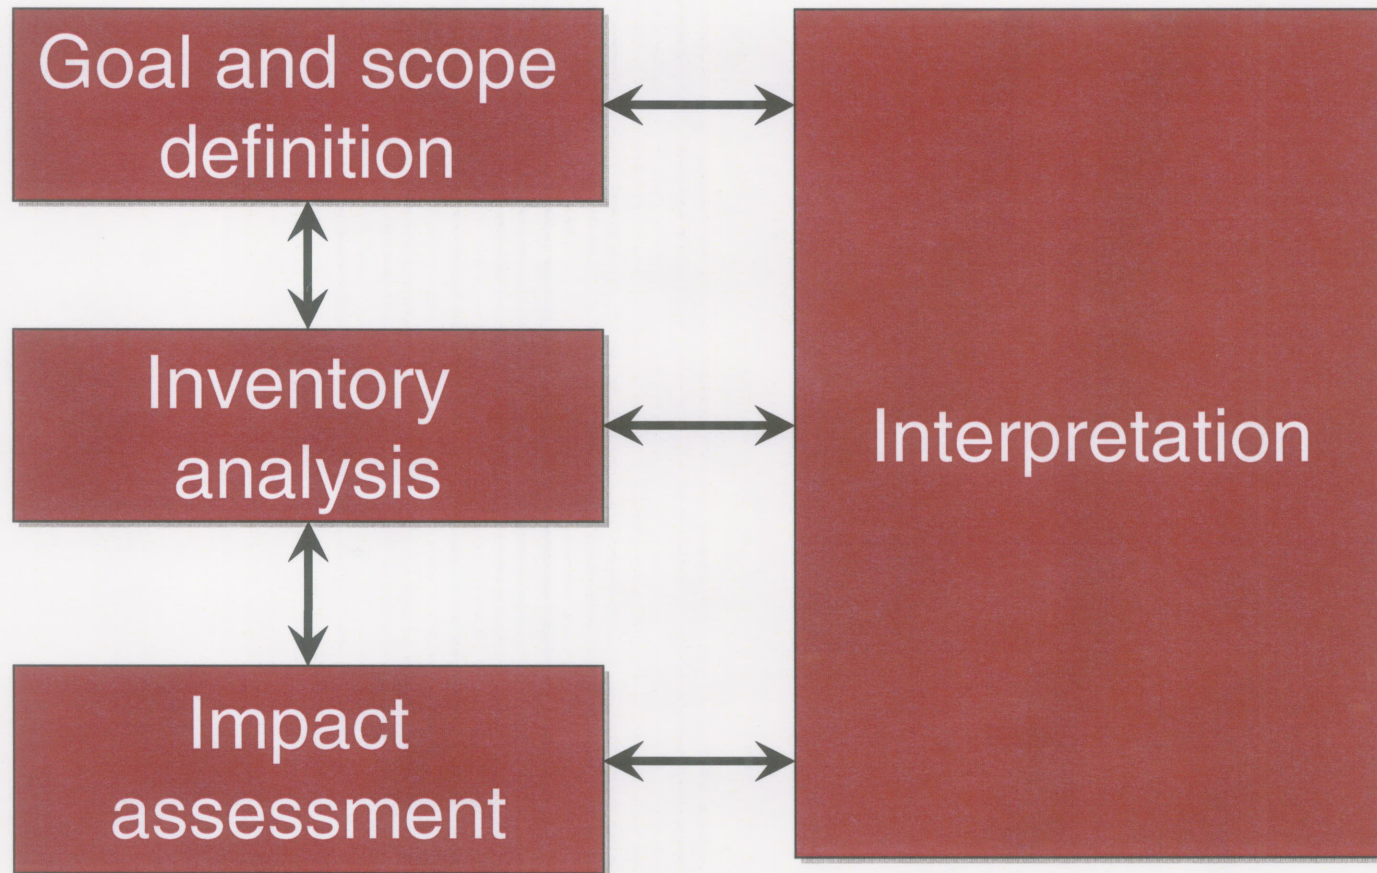 Goal and scope
definition
Inventory
analysis
Impact
assessment
Interpretation